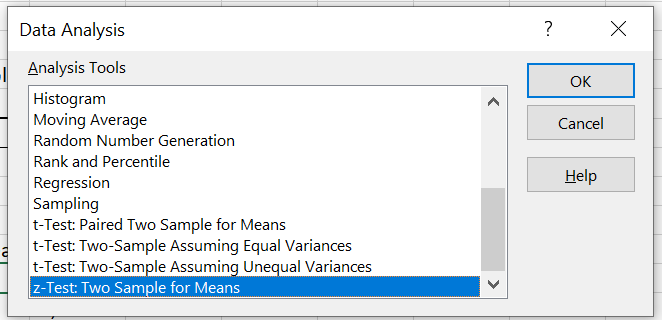 Data Analysis
?
Analysis Tools
Histogram
Moving Average
Random Number Generation
Rank and Percentile
Regression
Sampling
t-Test: Paired Two Sample for Means
t-Test: Two-Sample Assuming Equal Variances
t-Test: Two-Sample Assuming Unequal Variances
z-Test: Two Sample for Means
OK
Cancel
Help